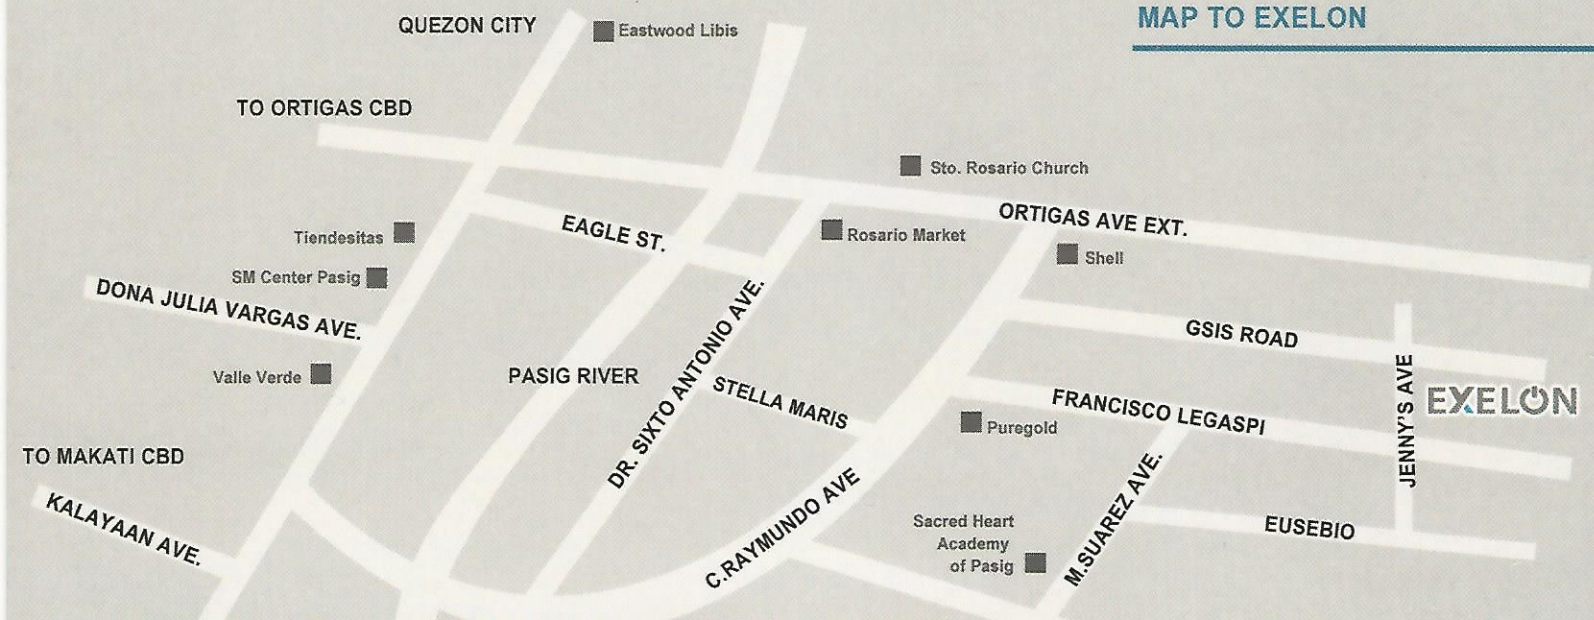 MAP TO EXELON
QUEZON CITY
Eastwood Libis
TO ORTIGAS CBD
Sto. Rosario Church
ORTIGAS AVE EXT.
EAGLE ST.
Tiendesitas
Rosario Market
Shell
SM Center Pasig
DONA JULIA VARGAS AVE.
GSIS ROAD
Valle Verde
PASIG RIVER
DR. SIXTO ANTONIO AVE.
STELLA MARIS
FRANCISCO LEGASPI
JENNY'S AVE
EXELON
Puregold
TO MAKATI CBD
KALAYAAN AVE.
C.RAYMUNDO AVE
M.SUAREZ AVE.
Sacred Heart
Academy
of Pasig
EUSEBIO